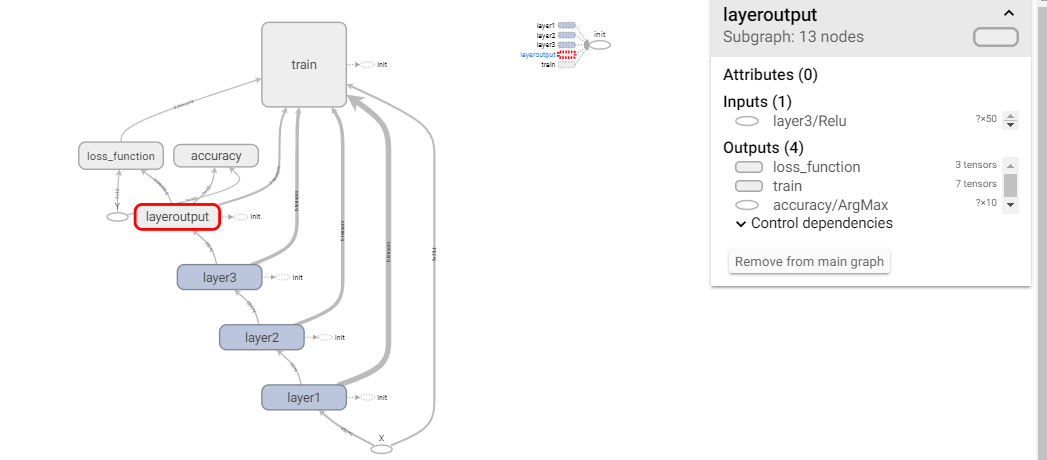 train
init
loss_function
accuracy
Y
layeroutput
init
layer3
init
layer2
init
layer1
init
X
layer1
layer2
layer3
layeroutput
train
init
layeroutput
Subgraph: 13 nodes
Attributes (0)
Inputs (1)
layer3/Relu ?×50
Outputs (4)
loss_function 3 tensors
train 7 tensors
accuracy/ArgMax ?×10
Control dependencies
Remove from main graph